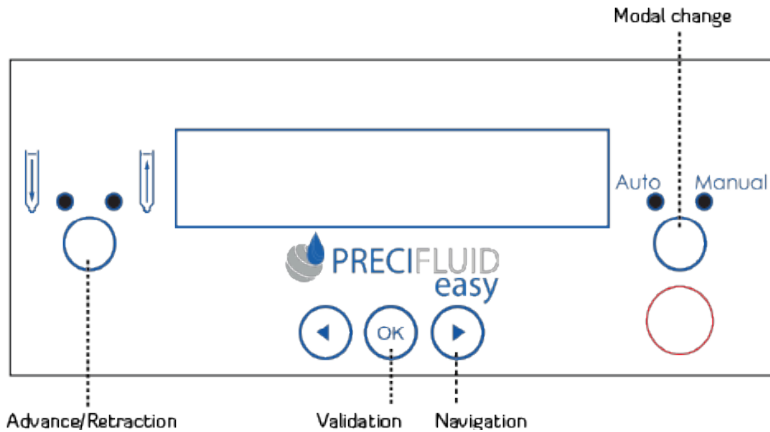 Modal change
Auto Manual
PRECIFLUID
easy
OK
Advance/Retraction Validation Navigation